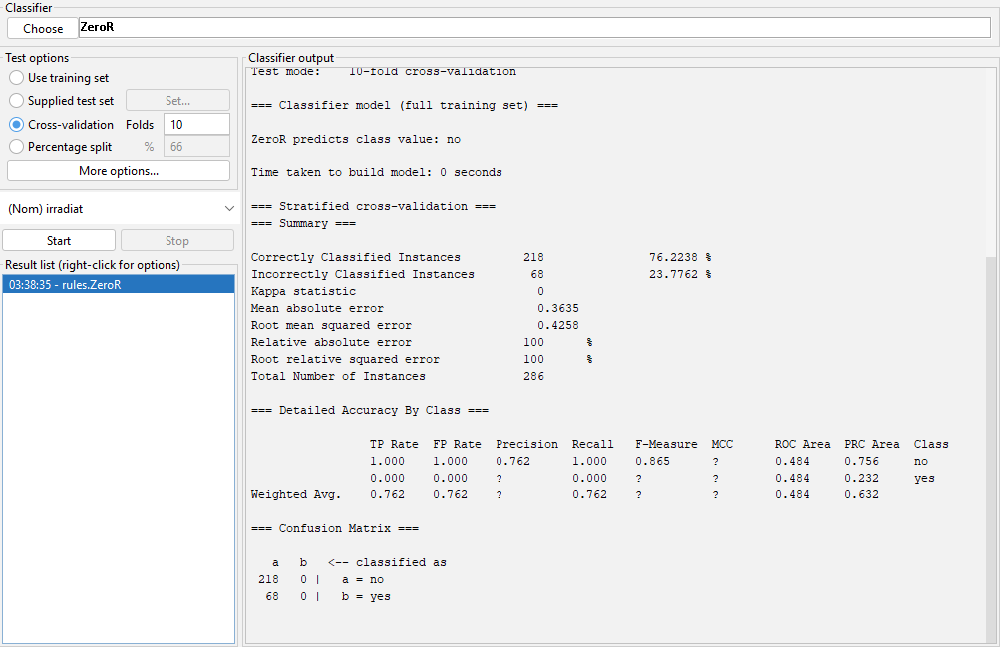 Classifier
Choose ZeroR
Test options
Use training set
Supplied test set Set...
Cross-validation Folds 10
Percentage split % 66
More options...
(Nom) irradiat
Start Stop
Result list (right-click for options)
03:38:35 - rules.ZeroR
Classifier output
Test mode: 10-fold cross-validation
=== Classifier model (full training set) ===
ZeroR predicts class value: no
Time taken to build model: 0 seconds
=== Stratified cross-validation ===
=== Summary ===
Correctly Classified Instances 218 76.2238 %
Incorrectly Classified Instances 68 23.7762 %
Kappa statistic 0
Mean absolute error 0.3635
Root mean squared error 0.4258
Relative absolute error 100 %
Root relative squared error 100 %
Total Number of Instances 286
=== Detailed Accuracy By Class ===
TP Rate FP Rate Precision Recall F-Measure MCC ROC Area PRC Area Class
1.000 1.000 0.762 1.000 0.865 ? 0.484 0.756 no
0.000 0.000 ? 0.000 ? ? 0.484 0.232 yes
Weighted Avg. 0.762 0.762 ? 0.762 ? ? 0.484 0.632
=== Confusion Matrix ===
a b <-- classified as
218 0 | a = no
68 0 | b = yes